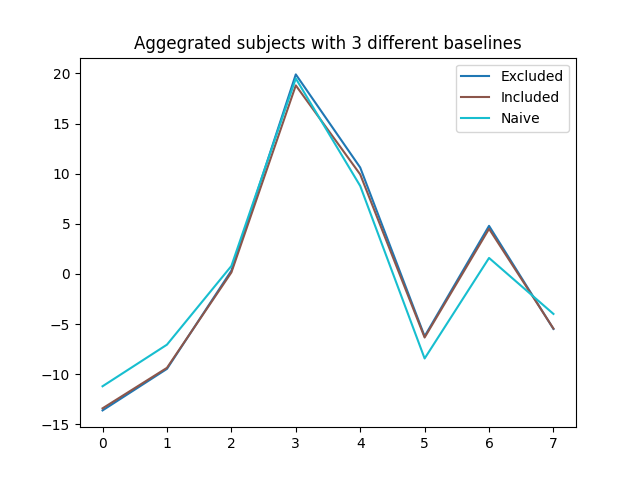 Aggegrated subjects with 3 different baselines
20
15
10
5
0
−5
−10
−15
Excluded
Included
Naive
0 1 2 3 4 5 6 7